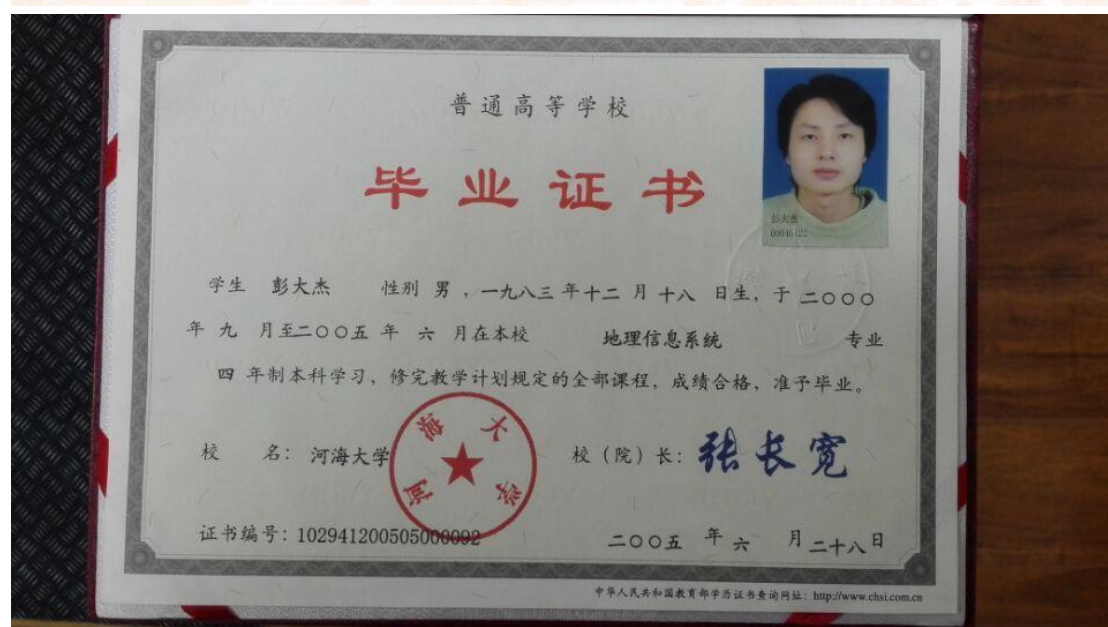 普通高等学校
毕业证书
彭大杰
00046122
学生 彭大杰 性别 男 ，一九八三 年 十二 月 十八 日生，于 二〇〇〇
年 九 月至二〇〇五 年 六 月在本校 地理信息系统 专业
四 年制本科学习，修完教学计划规定的全部课程，成绩合格，准予毕业。
校 名：河海大学
河海大学
校（院）长：张长宽
证书编号：102941200505000092
二〇〇五 年 六 月 二十八 日
中华人民共和国教育部学历证书查询网址：http://www.chsi.com.cn